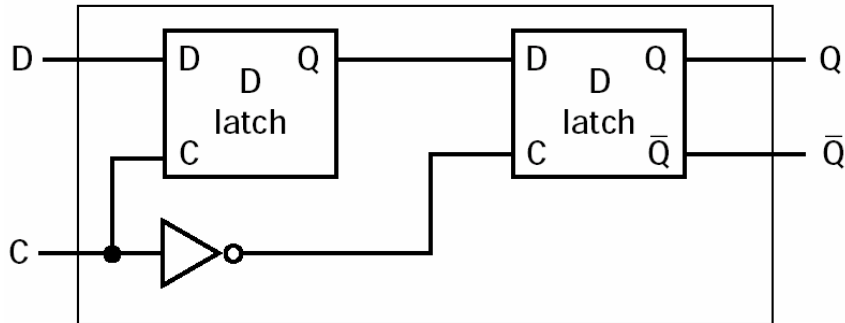 D D Q D Q Q
D D
latch latch
C C Q̅ Q̅
C